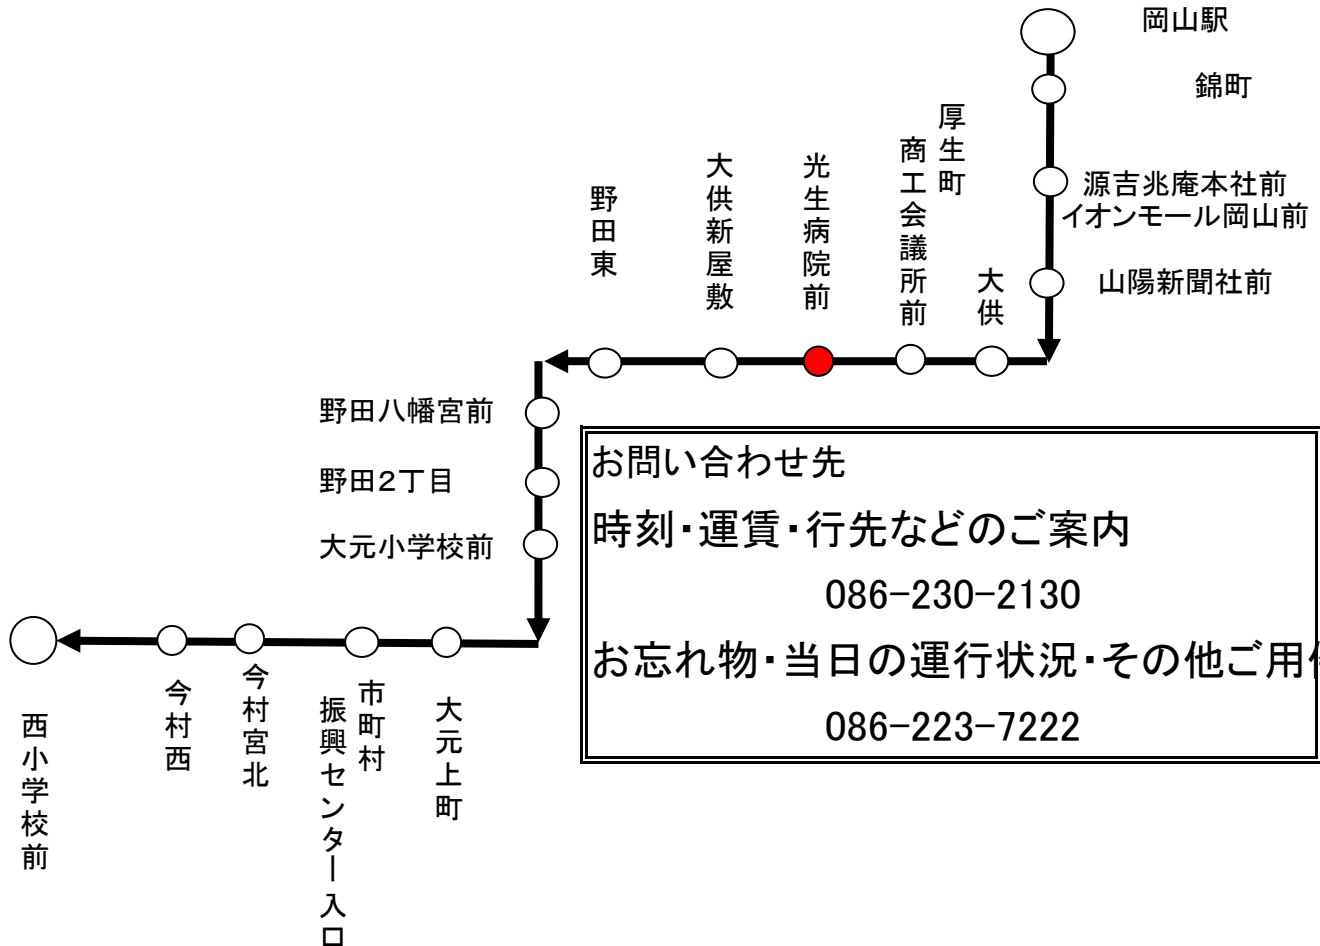 岡山駅
錦町
源吉兆庵本社前
イオンモール岡山前
山陽新聞社前
大供
厚生町
商工会議所前
光生病院前
大供新屋敷
野田東
野田八幡宮前
野田2丁目
大元小学校前
大元上町
市町村
振興センター入口
今村宮北
今村西
西小学校前
お問い合わせ先
時刻・運賃・行先などのご案内
086-230-2130
お忘れ物・当日の運行状況・その他ご用
086-223-7222